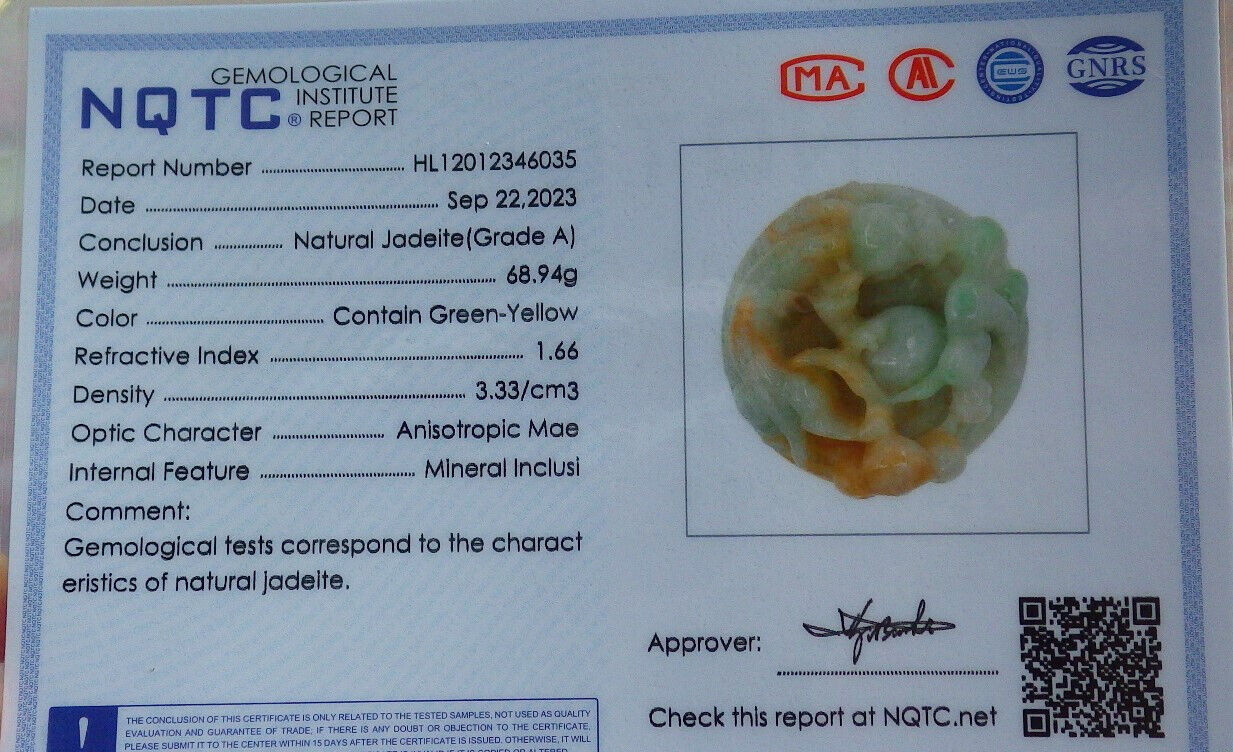 GEMOLOGICAL
NQTC® INSTITUTE
REPORT
MA
GNRS
Report Number HL12012346035
Date Sep 22,2023
Conclusion Natural Jadeite(Grade A)
Weight 68.94g
Color Contain Green-Yellow
Refractive Index 1.66
Density 3.33/cm3
Optic Character Anisotropic Mae
Internal Feature Mineral Inclusi
Comment:
Gemological tests correspond to the charact
eristics of natural jadeite.
Approver:
Check this report at NQTC.net
!
THE CONCLUSION OF THIS CERTIFICATE IS ONLY RELATED TO THE TESTED SAMPLES, NOT USED AS QUALITY
EVALUATION AND GUARANTEE OF TRADE; IF THERE IS ANY DOUBT OR OBJECTION TO THE CERTIFICATE,
PLEASE SUBMIT IT TO THE CENTER WITHIN 15 DAYS AFTER THE CERTIFICATE IS ISSUED. OTHERWISE, IT WILL